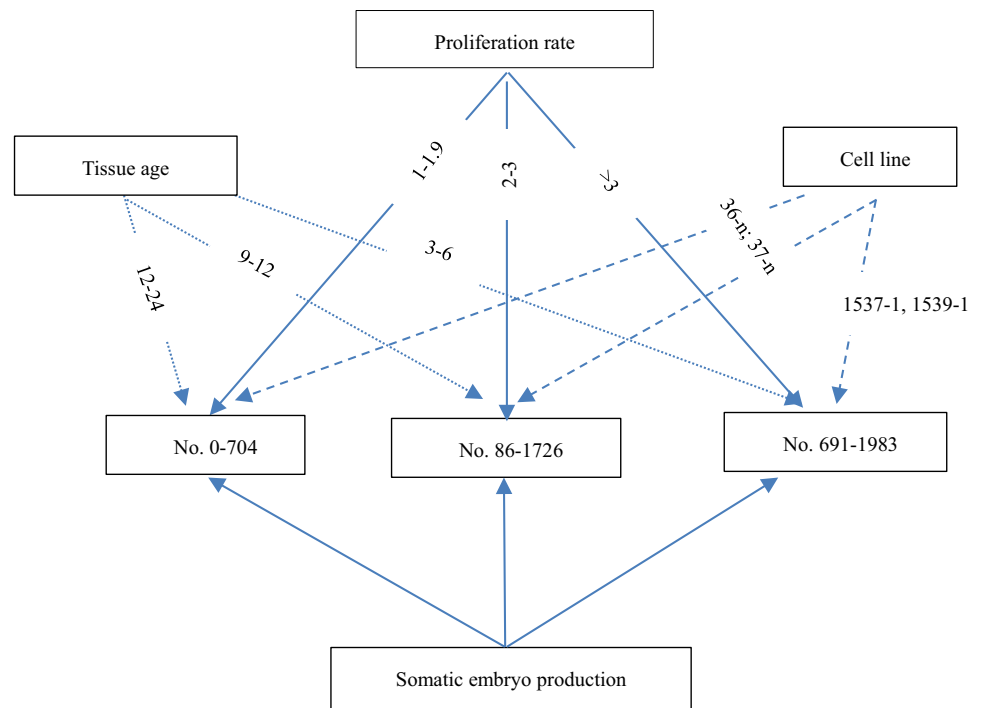 Proliferation rate
Tissue age
Cell line
1-1.9
2-3
>3
36-n; 37-n
12-24
9-12
3-6
1537-1, 1539-1
No. 0-704
No. 86-1726
No. 691-1983
Somatic embryo production